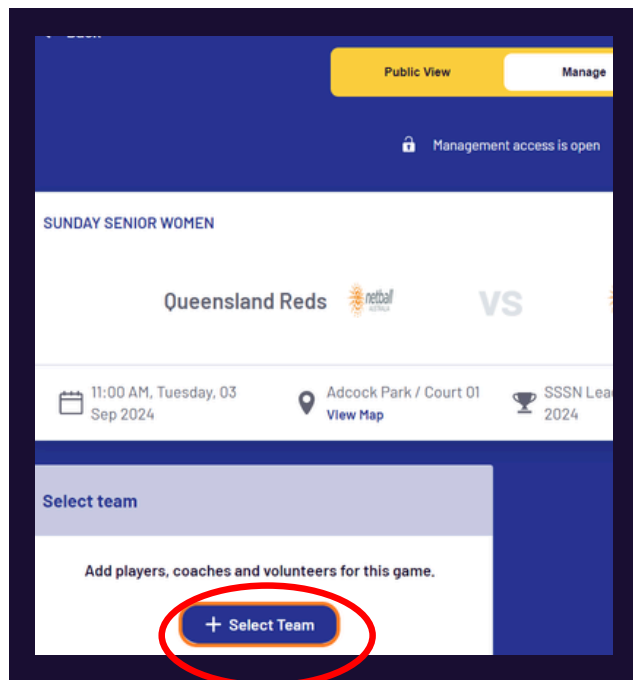 Public View
Manage
Management access is open
SUNDAY SENIOR WOMEN
Queensland Reds
netball
VS
11:00 AM, Tuesday, 03
Sep 2024
Adcock Park / Court 01
View Map
SSSN Lea
2024
Select team
Add players, coaches and volunteers for this game.
+ Select Team